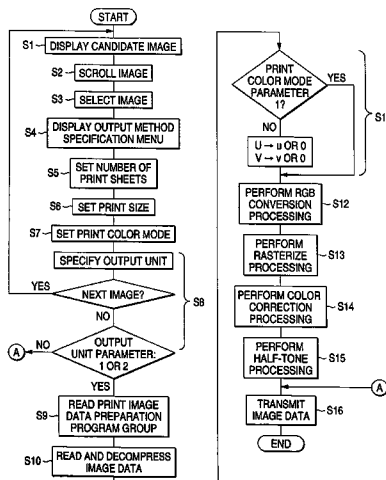 START
S1
DISPLAY CANDIDATE IMAGE
S2
SCROLL IMAGE
S3
SELECT IMAGE
S4
DISPLAY OUTPUT METHOD
SPECIFICATION MENU
S5
SET NUMBER OF
PRINT SHEETS
S6
SET PRINT SIZE
S7
SET PRINT COLOR MODE
SPECIFY OUTPUT UNIT
YES
NEXT IMAGE?
S8
NO
A
NO
OUTPUT
UNIT PARAMETER:
1 OR 2
YES
S9
READ PRINT IMAGE
DATA PREPARATION
PROGRAM GROUP
S10
READ AND DECOMPRESS
IMAGE DATA
PRINT
COLOR MODE
PARAMETER
1?
YES
S1
NO
U → u OR 0
V → v OR 0
PERFORM RGB
CONVERSION
PROCESSING
S12
PERFORM
RASTERIZE
PROCESSING
S13
PERFORM COLOR
CORRECTION
PROCESSING
S14
PERFORM
HALF-TONE
PROCESSING
S15
A
TRANSMIT
IMAGE DATA
S16
END